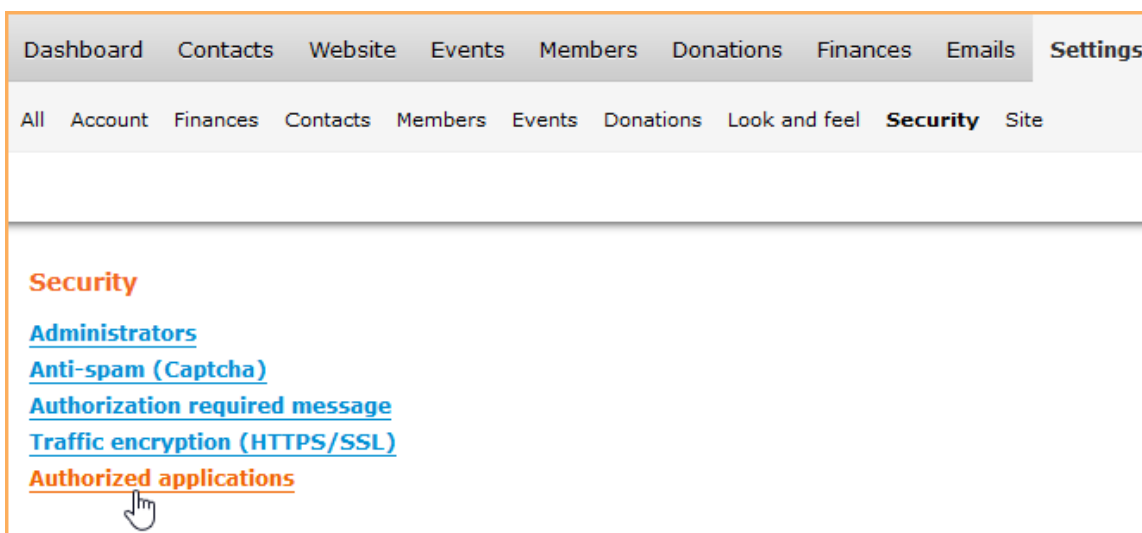 Dashboard Contacts Website Events Members Donations Finances Emails Settings
All Account Finances Contacts Members Events Donations Look and feel Security Site
Security
Administrators
Anti-spam (Captcha)
Authorization required message
Traffic encryption (HTTPS/SSL)
Authorized applications